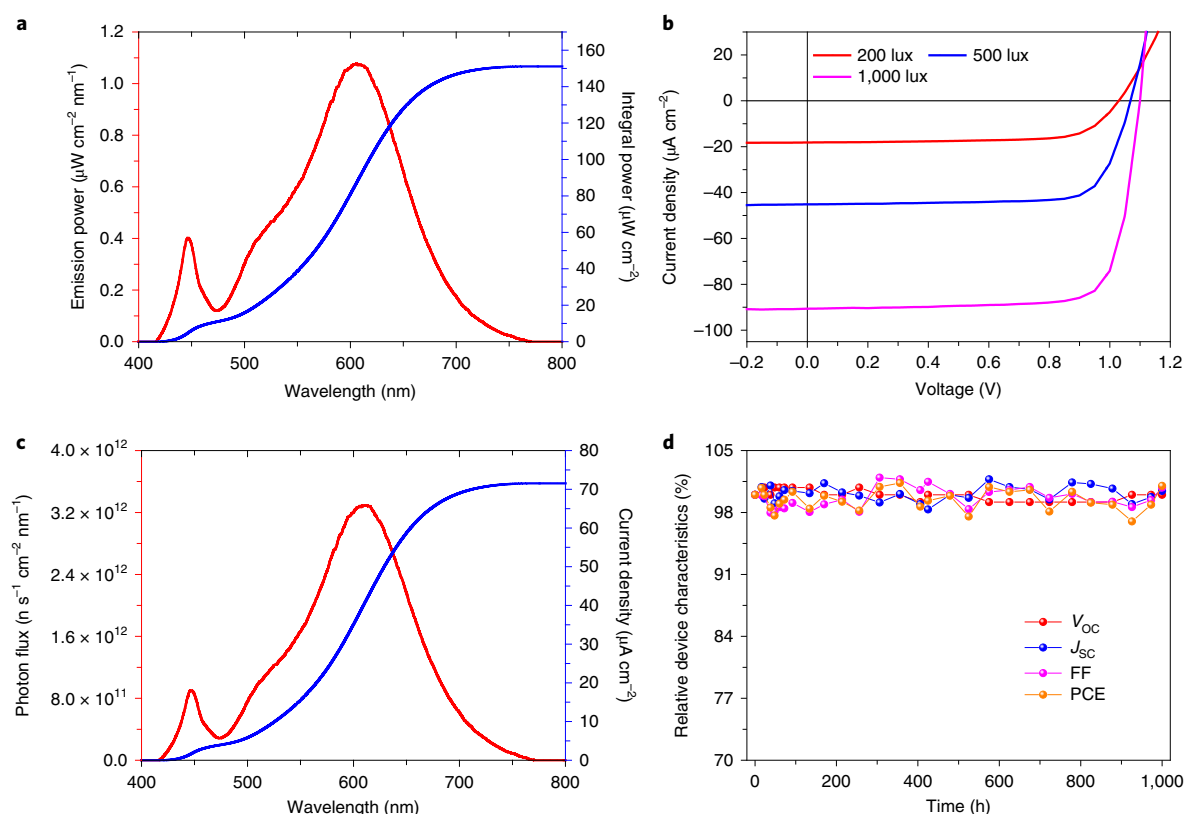 a
1.2
1.0
0.8
0.6
0.4
0.2
0.0
Emission power (μW cm⁻² nm⁻¹)
160
150
120
100
80
60
40
20
0
Integral power (μW cm⁻²)
400
500
600
700
800
Wavelength (nm)
b
200 lux
500 lux
1,000 lux
20
0
−20
−40
−60
−80
−100
Current density (μA cm⁻²)
−0.2
0.0
0.2
0.4
0.6
0.8
1.0
1.2
Voltage (V)
c
4.0 × 10¹²
3.2 × 10¹²
2.4 × 10¹²
1.6 × 10¹²
8.0 × 10¹¹
0.0
Photon flux (n s⁻¹ cm⁻² nm⁻¹)
80
70
60
50
40
30
20
10
0
Current density (μA cm⁻²)
400
500
600
700
800
Wavelength (nm)
d
105
98
91
84
77
70
Relative device characteristics (%)
V_OC
J_SC
FF
PCE
0
200
400
600
800
1,000
Time (h)